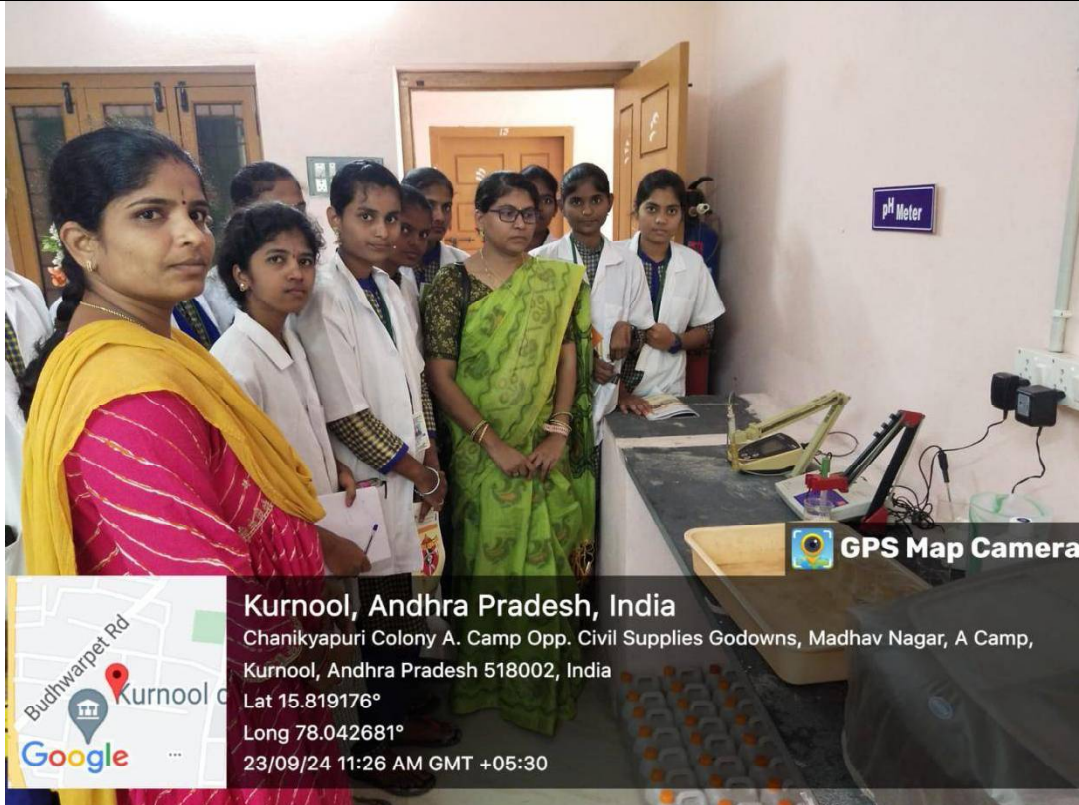 13
pH Meter
GPS Map Camera
Budhwarpet Rd
Kurnool c
Google
Kurnool, Andhra Pradesh, India
Chanikyapuri Colony A. Camp Opp. Civil Supplies Godowns, Madhav Nagar, A Camp,
Kurnool, Andhra Pradesh 518002, India
Lat 15.819176°
Long 78.042681°
23/09/24 11:26 AM GMT +05:30